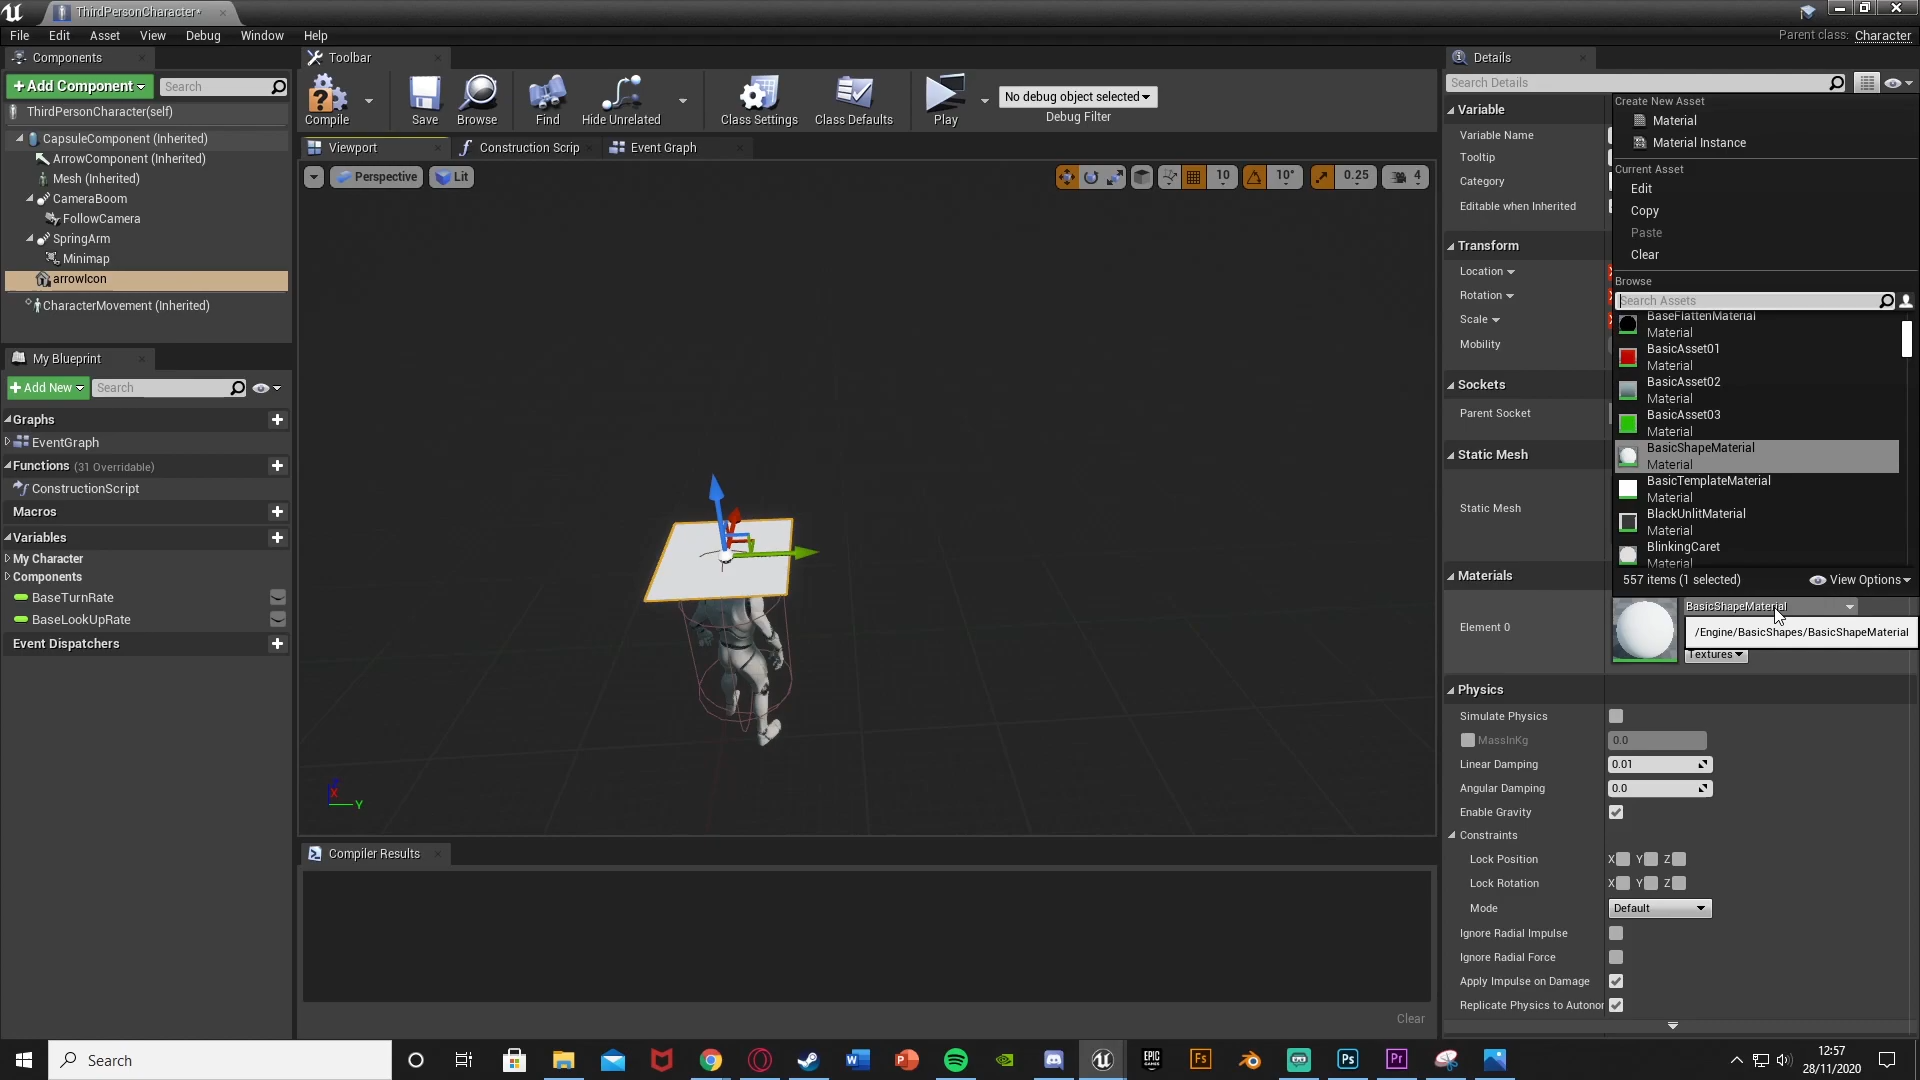 ThirdPersonCharacter*
File Edit Asset View Debug Window Help
Parent class: Character
Components
Toolbar
Details
+Add Component
Search
ThirdPersonCharacter(self)
CapsuleComponent (Inherited)
ArrowComponent (Inherited)
Mesh (Inherited)
CameraBoom
FollowCamera
SpringArm
Minimap
arrowIcon
CharacterMovement (Inherited)
Compile
Save
Browse
Find
Hide Unrelated
Class Settings
Class Defaults
Play
No debug object selected
Debug Filter
Viewport
Construction Scrip
Event Graph
Perspective
Lit
10
10°
0.25
4
X
Y
My Blueprint
+Add New
Search
Graphs
EventGraph
Functions (31 Overridable)
ConstructionScript
Macros
Variables
My Character
Components
BaseTurnRate
BaseLookUpRate
Event Dispatchers
Compiler Results
Clear
Search Details
Variable
Variable Name
Tooltip
Category
Editable when Inherited
Transform
Location
Rotation
Scale
Mobility
Sockets
Parent Socket
Static Mesh
Static Mesh
Materials
Element 0
Create New Asset
Material
Material Instance
Current Asset
Edit
Copy
Paste
Clear
Browse
Search Assets
BaseFlattenMaterial
Material
BasicAsset01
Material
BasicAsset02
Material
BasicAsset03
Material
BasicShapeMaterial
Material
BasicTemplateMaterial
Material
BlackUnlitMaterial
Material
BlinkingCaret
Material
557 items (1 selected)
View Options
BasicShapeMaterial
/Engine/BasicShapes/BasicShapeMaterial
Textures
Physics
Simulate Physics
MassInKg 0.0
Linear Damping 0.01
Angular Damping 0.0
Enable Gravity
Constraints
Lock Position X Y Z
Lock Rotation X Y Z
Mode Default
Ignore Radial Impulse
Ignore Radial Force
Apply Impulse on Damage
Replicate Physics to Autonor
Search
12:57
28/11/2020